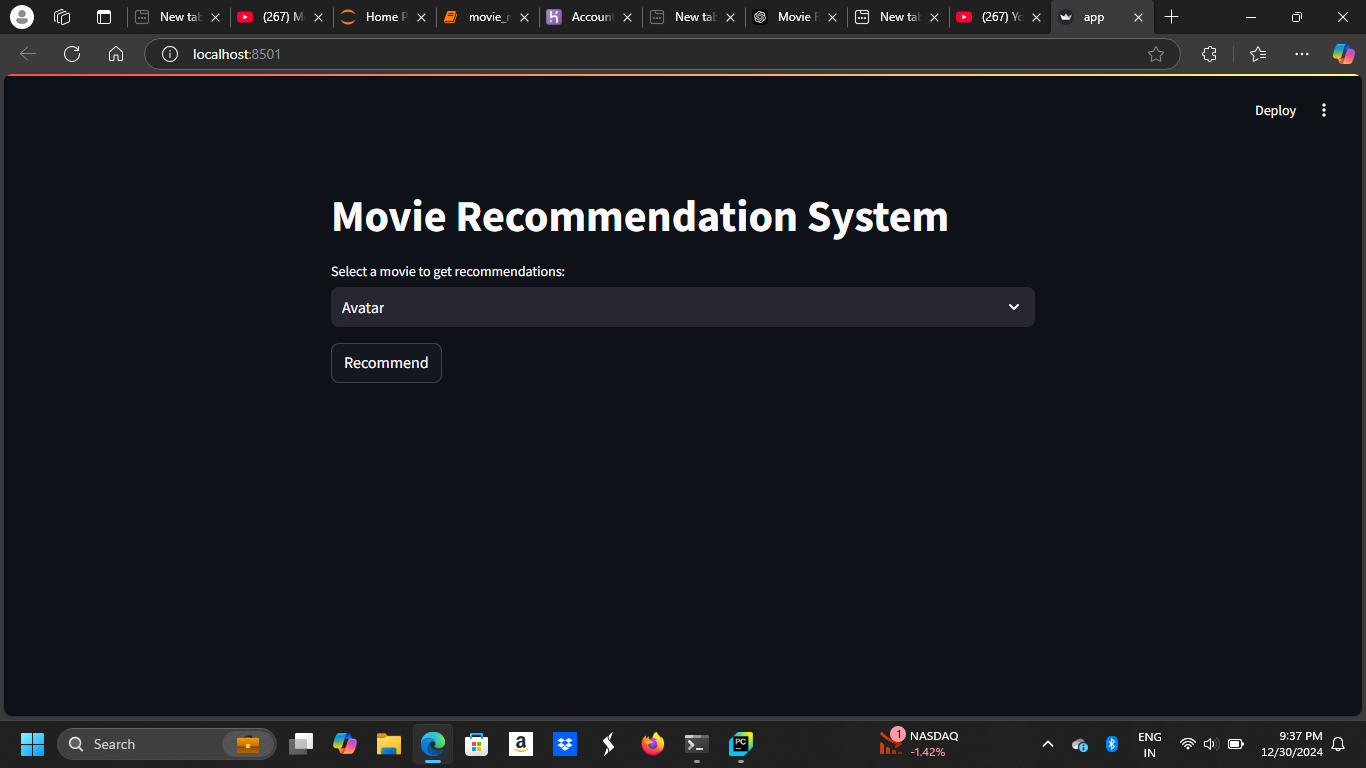 New tab
(267) M
Home P
movie_r
Account
New tab
Movie R
New tab
(267) Yo
app
localhost:8501
Deploy
Movie Recommendation System
Select a movie to get recommendations:
Avatar
Recommend
Search
a
PC
1
NASDAQ
-1.42%
ENG
IN
9:37 PM
12/30/2024